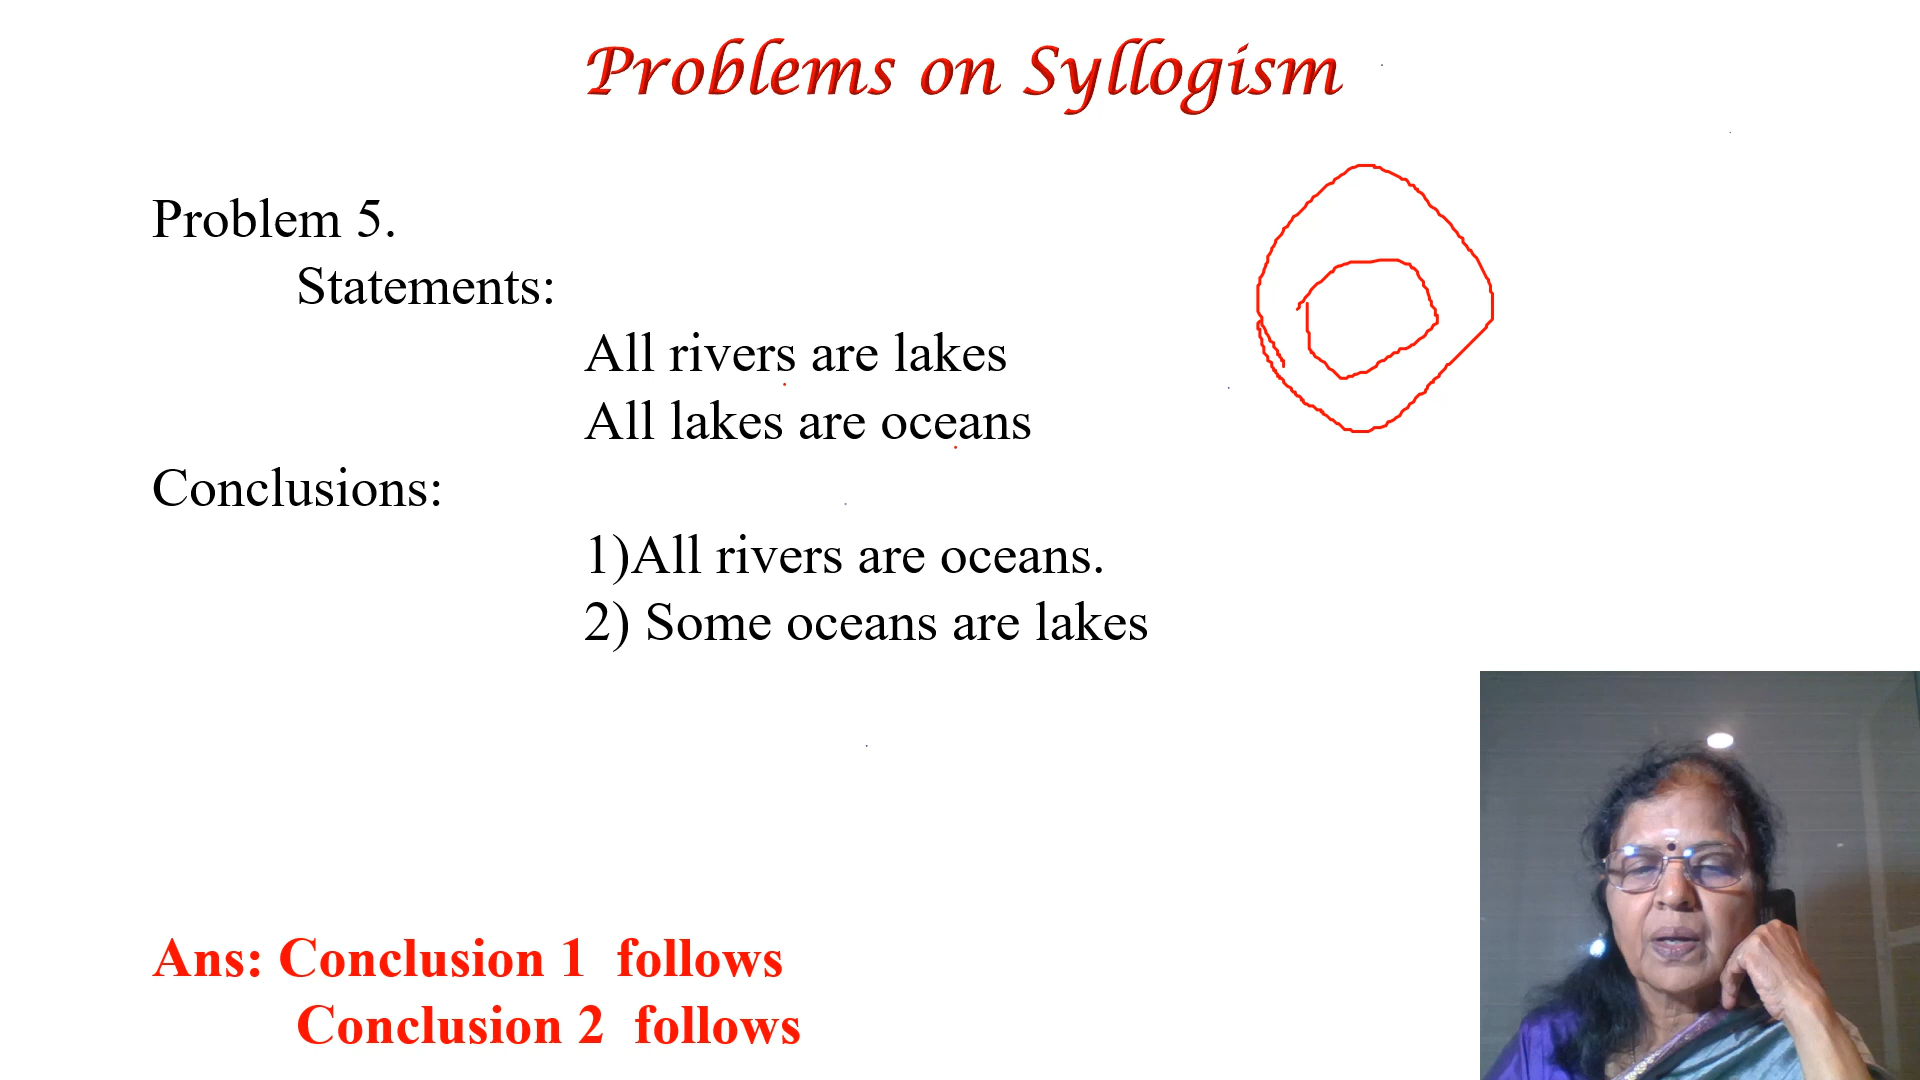 Problems on Syllogism
Problem 5.
Statements:
All rivers are lakes
All lakes are oceans
Conclusions:
1)All rivers are oceans.
2) Some oceans are lakes
Ans: Conclusion 1 follows
Conclusion 2 follows